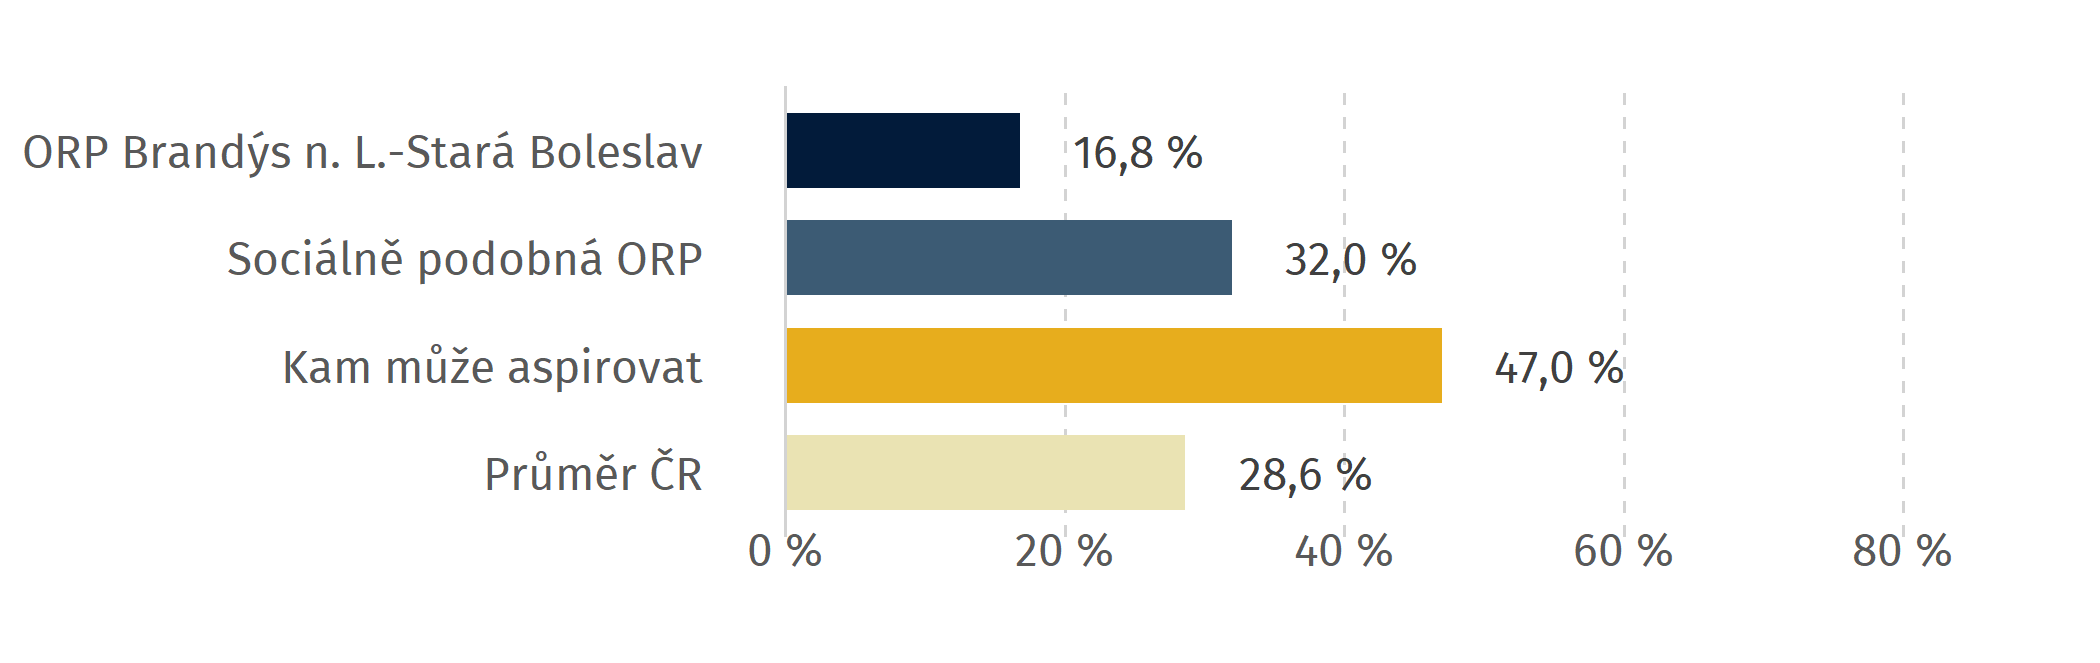 ORP Brandýs n. L.-Stará Boleslav 16,8 %
Sociálně podobná ORP 32,0 %
Kam může aspirovat 47,0 %
Průměr ČR 28,6 %
0 % 20 % 40 % 60 % 80 %